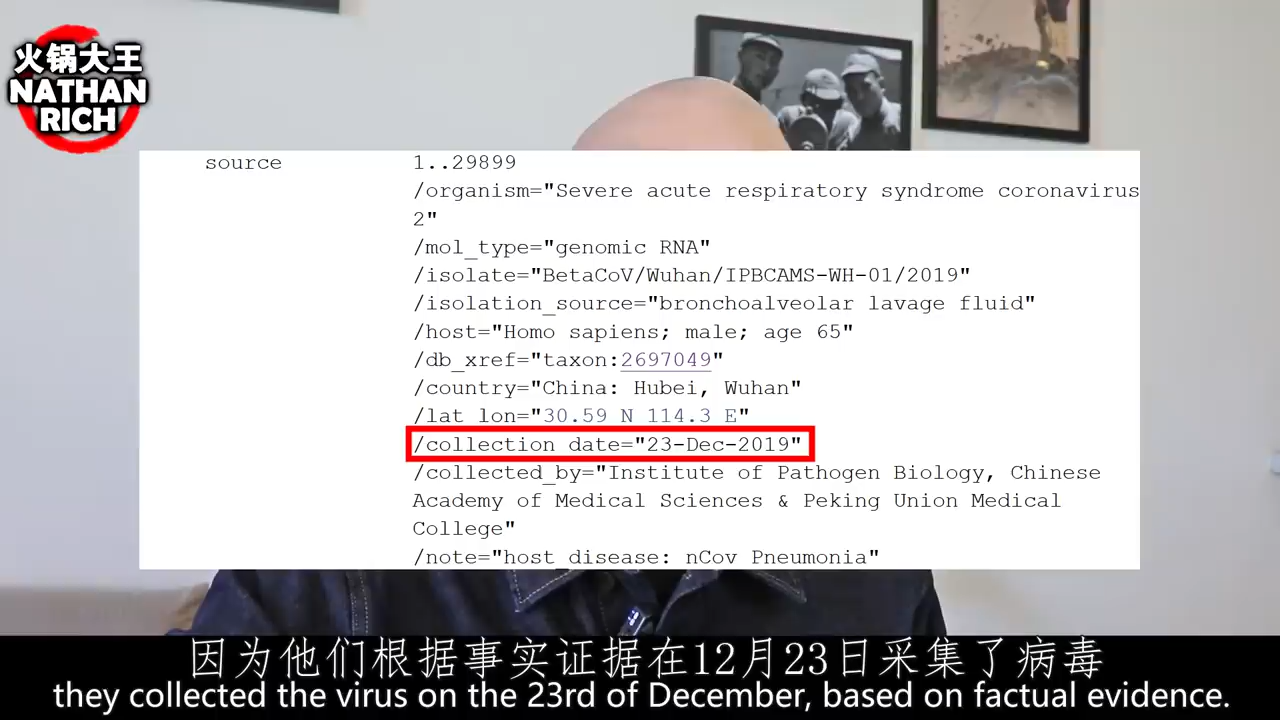 火锅大王
NATHAN
RICH
source 1..29899
/organism="Severe acute respiratory syndrome coronavirus
2"
/mol_type="genomic RNA"
/isolate="BetaCoV/Wuhan/IPBCAMS-WH-01/2019"
/isolation_source="bronchoalveolar lavage fluid"
/host="Homo sapiens; male; age 65"
/db_xref="taxon:2697049"
/country="China: Hubei, Wuhan"
/lat_lon="30.59 N 114.3 E"
/collection_date="23-Dec-2019"
/collected_by="Institute of Pathogen Biology, Chinese
Academy of Medical Sciences & Peking Union Medical
College"
/note="host_disease: nCov Pneumonia"
因为他们根据事实证据在12月23日采集了病毒
they collected the virus on the 23rd of December, based on factual evidence.